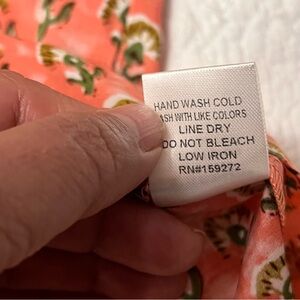 HAND WASH COLD
ASH WITH LIKE COLORS
LINE DRY
DO NOT BLEACH
LOW IRON
RN#159272